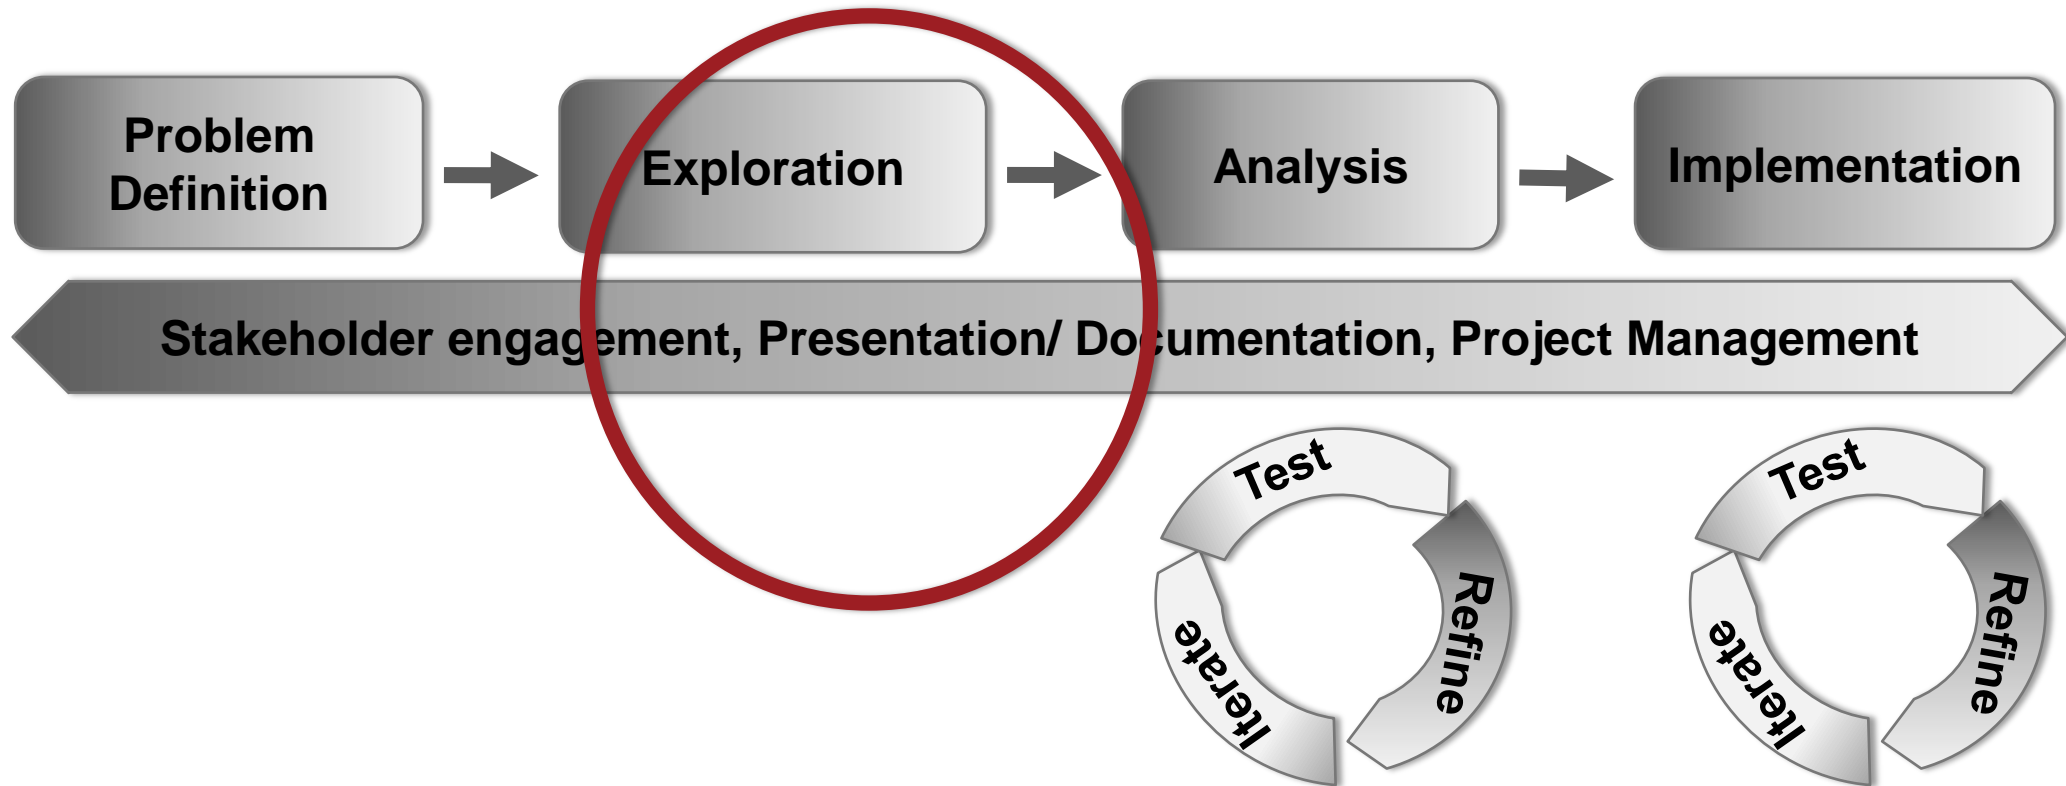 Problem
Definition
Exploration
Analysis
Implementation
Stakeholder engagement, Presentation/ Documentation, Project Management
Test
Refine
Iterate
Test
Refine
Iterate